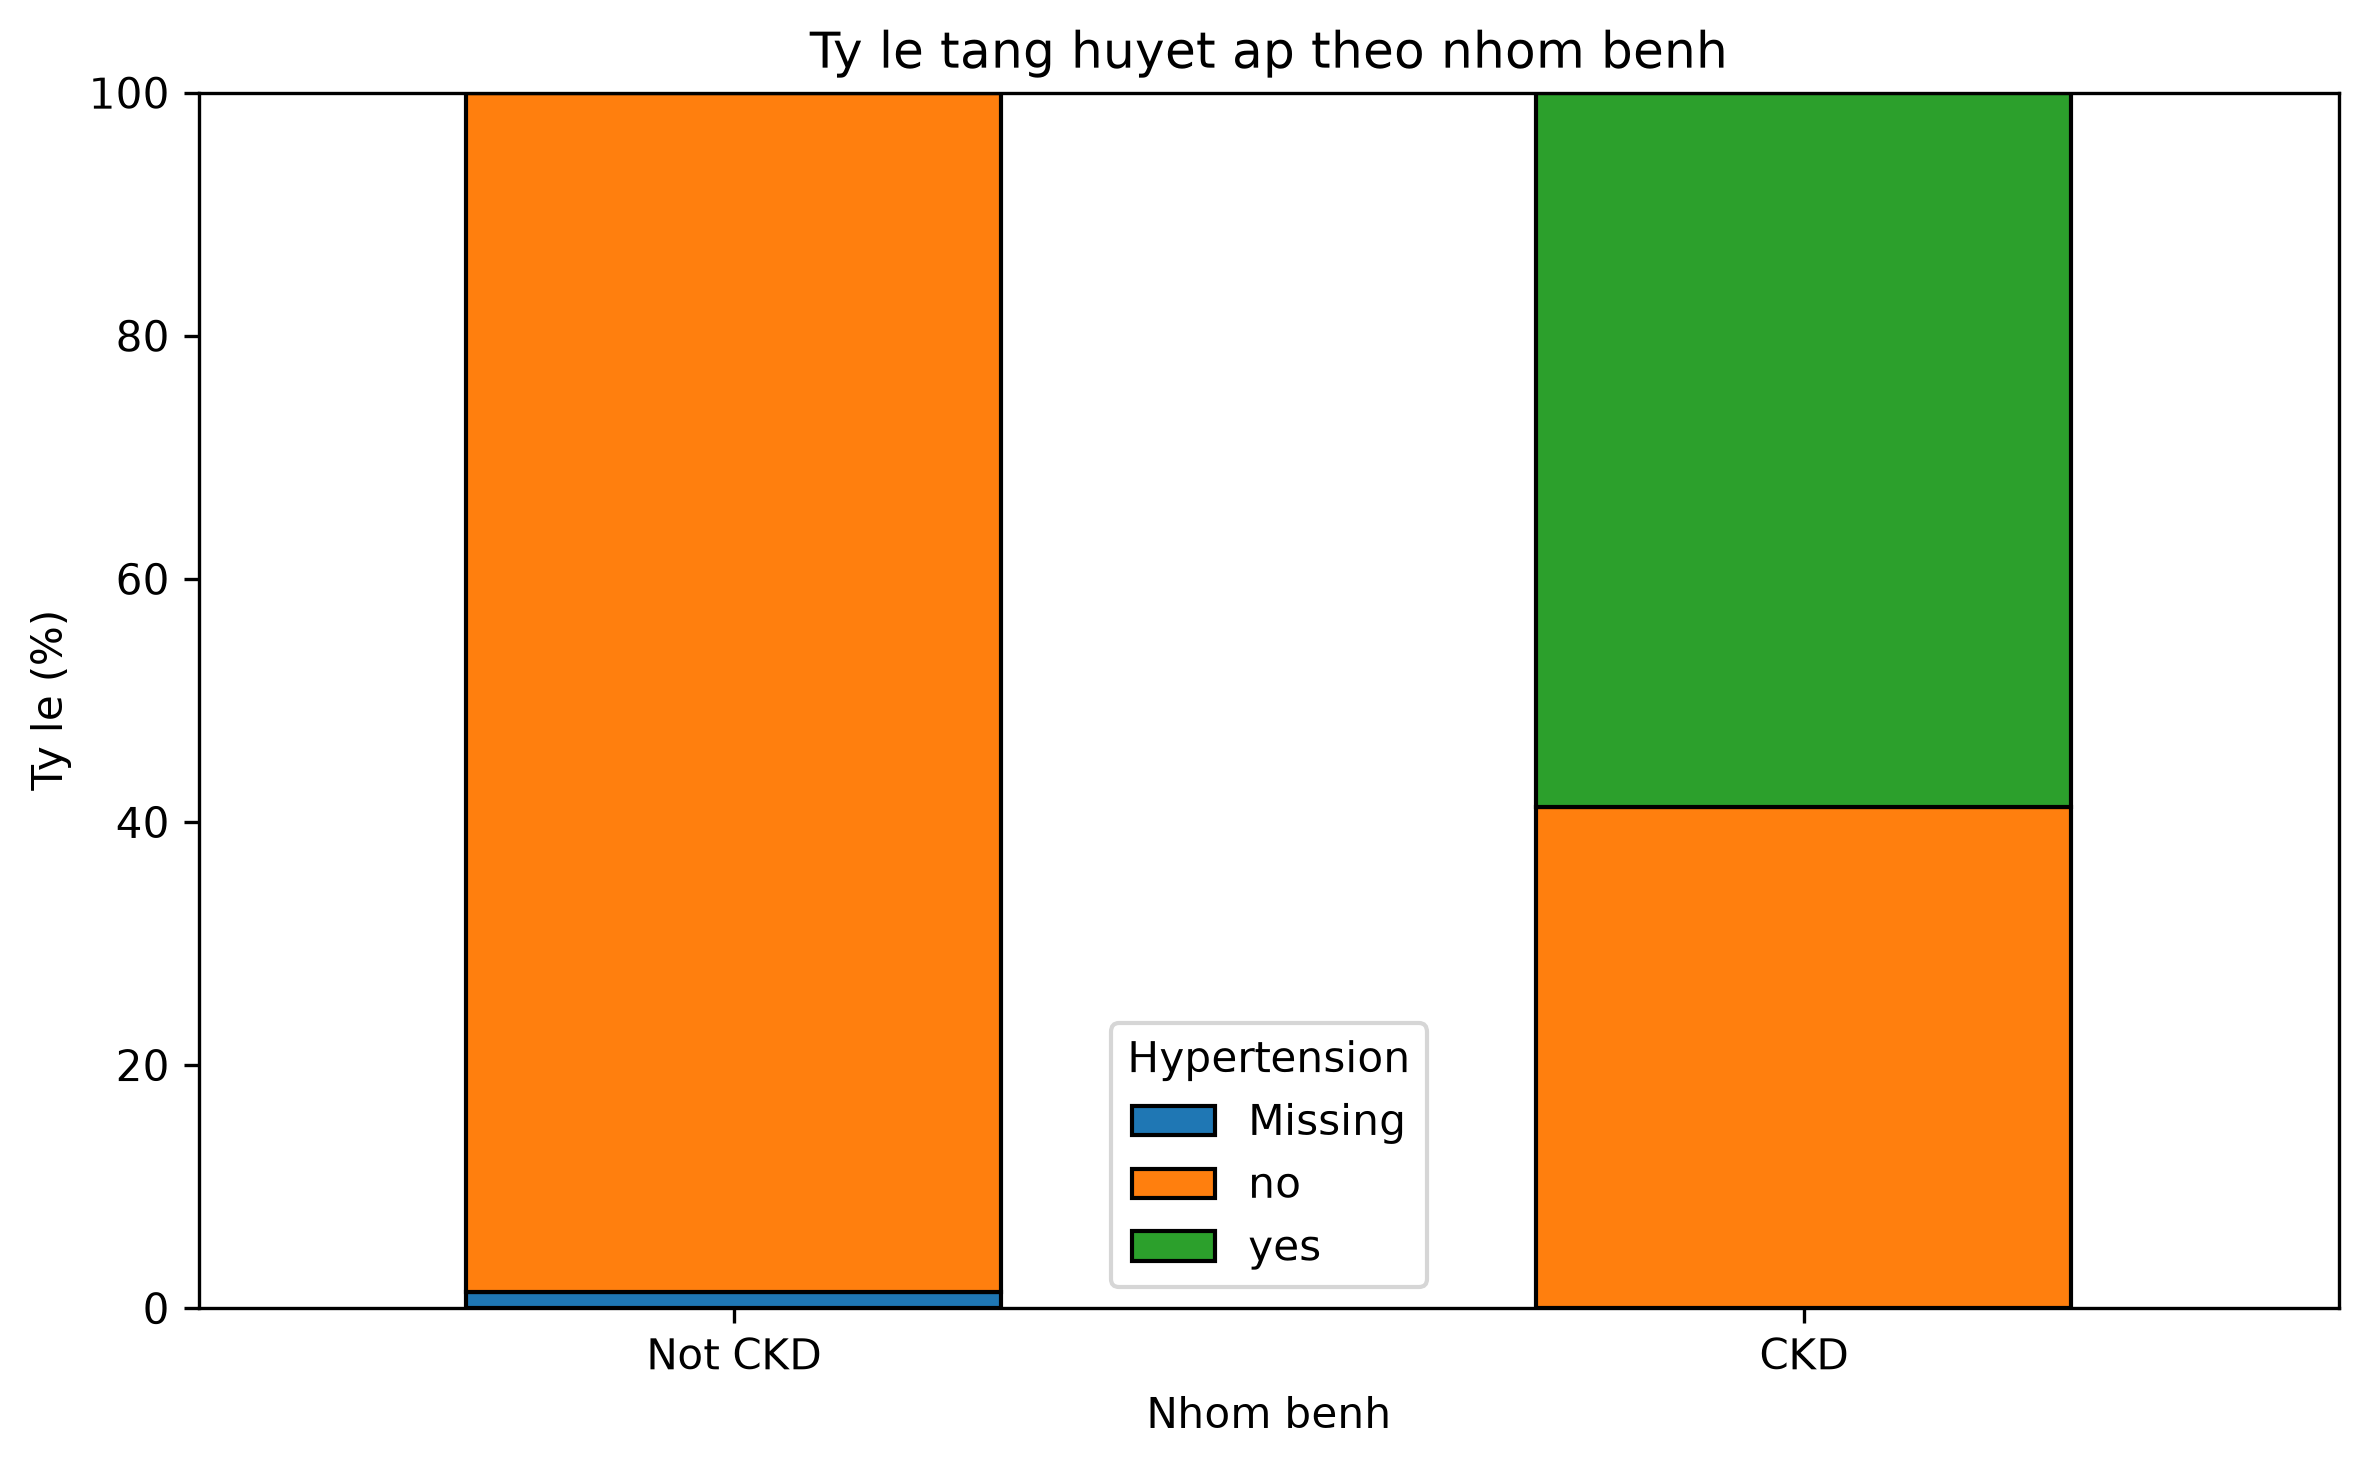 Ty le tang huyet ap theo nhom benh
Ty le (%)
100
80
60
40
20
0
Hypertension
Missing
no
yes
Not CKD
CKD
Nhom benh